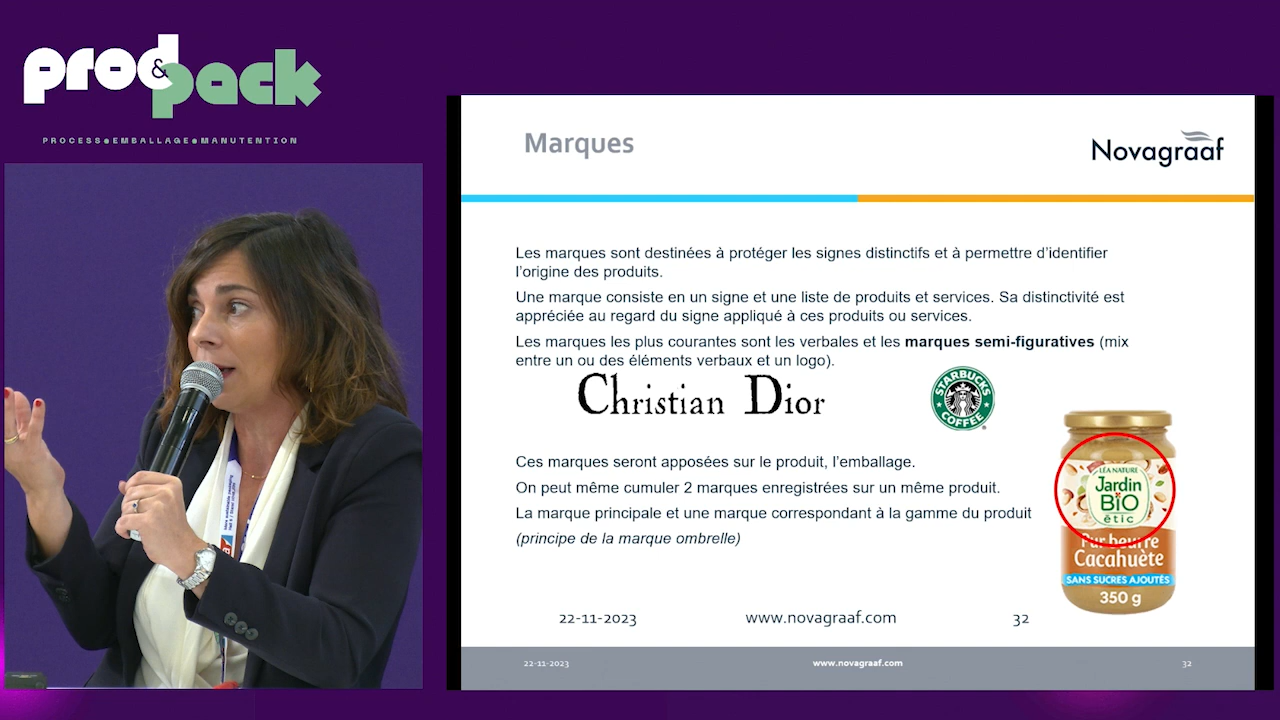 prod&pack
PROCESS●EMBALLAGE●MANUTENTION
Marques
Novagraaf
Les marques sont destinées à protéger les signes distinctifs et à permettre d’identifier
l’origine des produits.
Une marque consiste en un signe et une liste de produits et services. Sa distinctivité est
appréciée au regard du signe appliqué à ces produits ou services.
Les marques les plus courantes sont les verbales et les marques semi-figuratives (mix
entre un ou des éléments verbaux et un logo).
Christian Dior
STARBUCKS
COFFEE
Ces marques seront apposées sur le produit, l’emballage.
On peut même cumuler 2 marques enregistrées sur un même produit.
La marque principale et une marque correspondant à la gamme du produit
(principe de la marque ombrelle)
LÉA NATURE
Jardin
BiO
étic
Pur beurre
Cacahuète
SANS SUCRES AJOUTÉS
350 g
22-11-2023 www.novagraaf.com 32
22-11-2023 www.novagraaf.com 32